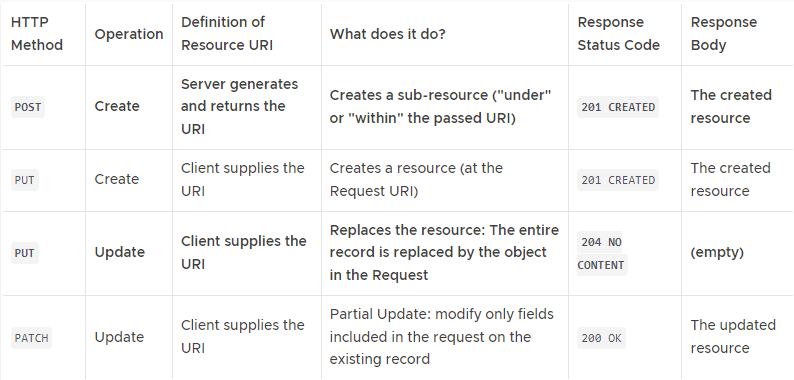 HTTP Method
Operation
Definition of Resource URI
What does it do?
Response Status Code
Response Body
POST
Create
Server generates and returns the URI
Creates a sub-resource ("under" or "within" the passed URI)
201 CREATED
The created resource
PUT
Create
Client supplies the URI
Creates a resource (at the Request URI)
201 CREATED
The created resource
PUT
Update
Client supplies the URI
Replaces the resource: The entire record is replaced by the object in the Request
204 NO CONTENT
(empty)
PATCH
Update
Client supplies the URI
Partial Update: modify only fields included in the request on the existing record
200 OK
The updated resource